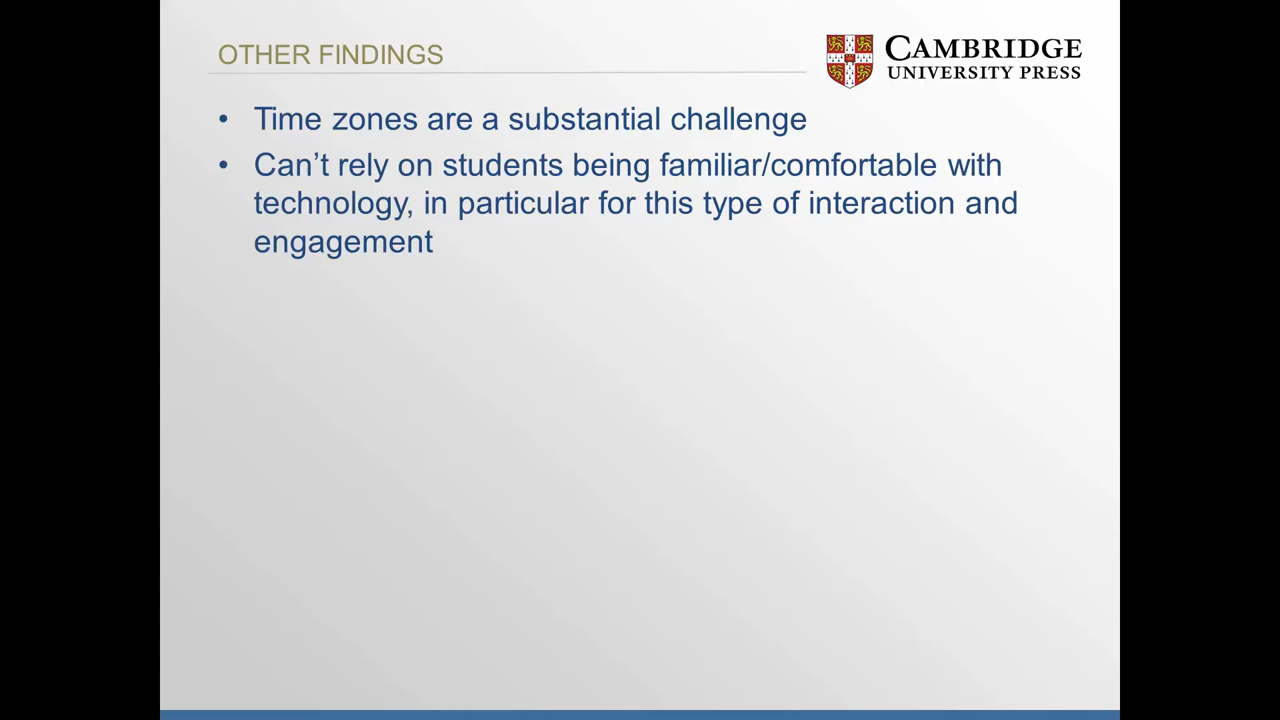 OTHER FINDINGS
CAMBRIDGE
UNIVERSITY PRESS
• Time zones are a substantial challenge
• Can’t rely on students being familiar/comfortable with
technology, in particular for this type of interaction and
engagement